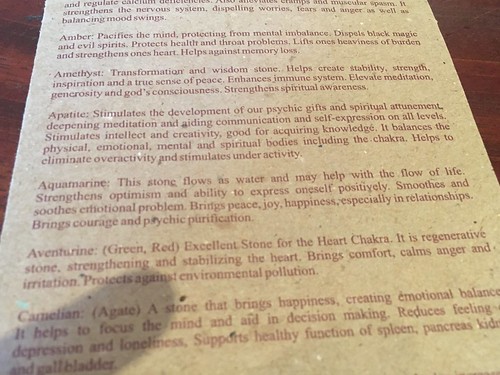 and regulate calcium deficiencies. Also alleviates cramps and muscular spasm. It
strengthens the nervous system, dispelling worries, fears and anger as well as
balancing mood swings.
Amber: Pacifies the mind, protecting from mental imbalance. Dispels black magic
and evil spirits. Protects health and throat problems. Lifts ones heaviness of burden
and strengthens ones heart. Helps against memory loss.
Amethyst: Transformation and wisdom stone. Helps create stability, strength,
inspiration and a true sense of peace. Enhances immune system. Elevate meditation,
generosity and god's consciousness. Strengthens spiritual awareness.
Apatite: Stimulates the development of our psychic gifts and spiritual attunement,
deepening meditation and aiding communication and self-expression on all levels.
Stimulates intellect and creativity, good for acquiring knowledge. It balances the
physical, emotional, mental and spiritual bodies including the chakra. Helps to
eliminate overactivity and stimulates under activity.
Aquamarine: This stone flows as water and may help with the flow of life.
Strengthens optimism and ability to express oneself positively. Smoothes and
soothes emotional problem. Brings peace, joy, happiness, especially in relationships.
Brings courage and psychic purification.
Aventurine: (Green, Red) Excellent Stone for the Heart Chakra. It is regenerative
stone, strengthening and stabilizing the heart. Brings comfort, calms anger and
irritation. Protects against environmental pollution.
Carnelian: (Agate) A stone that brings happiness, creating emotional balance
It helps to focus the mind and aid in decision making. Reduces feeling
depression and loneliness, Supports healthy function of spleen, pancreas kidn
and gall bladder.